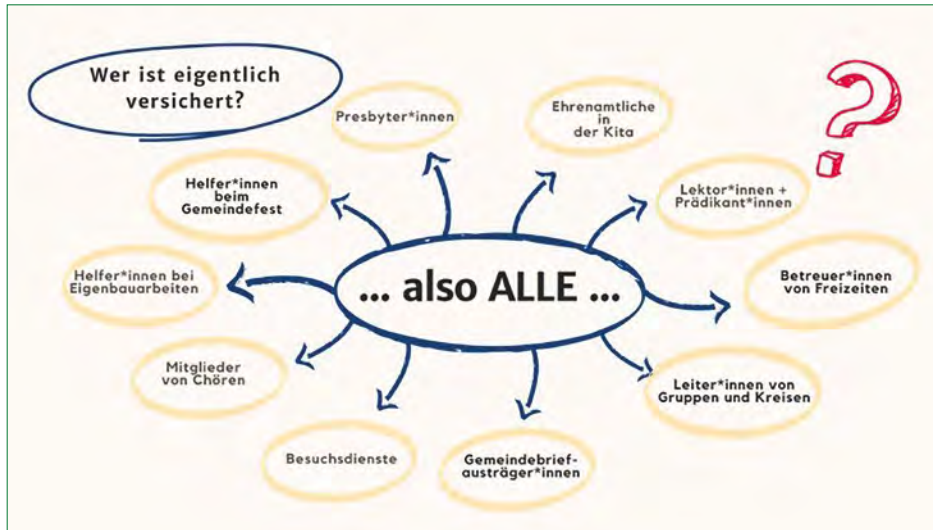 Wer ist eigentlich
versichert?
Presbyter*innen
Ehrenamtliche
in
der Kita
?
Helfer*innen
beim
Gemeindefest
Lektor*innen +
Prädikant*innen
Helfer*innen bei
Eigenbauarbeiten
... also ALLE ...
Betreuer*innen
von Freizeiten
Mitglieder
von Chören
Leiter*innen von
Gruppen und Kreisen
Besuchsdienste
Gemeindebrief-
austräger*innen